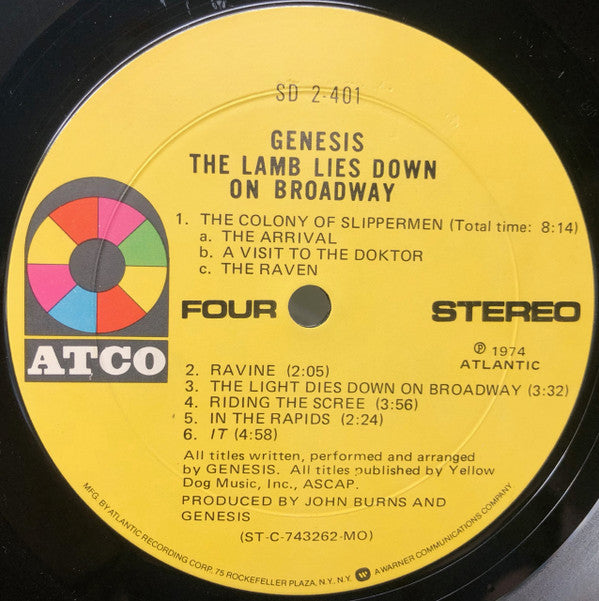 SD 2-401
GENESIS
THE LAMB LIES DOWN
ON BROADWAY
1. THE COLONY OF SLIPPERMEN (Total time: 8:14)
a. THE ARRIVAL
b. A VISIT TO THE DOKTOR
c. THE RAVEN
FOUR STEREO
ATCO
℗ 1974
ATLANTIC
2. RAVINE (2:05)
3. THE LIGHT DIES DOWN ON BROADWAY (3:32)
4. RIDING THE SCREE (3:56)
5. IN THE RAPIDS (2:24)
6. IT (4:58)
All titles written, performed and arranged
by GENESIS. All titles published by Yellow
Dog Music, Inc., ASCAP.
PRODUCED BY JOHN BURNS AND
GENESIS
(ST-C-743262-MO)
MFG. BY ATLANTIC RECORDING CORP. 75 ROCKEFELLER PLAZA, N.Y. N.Y. W A WARNER COMMUNICATIONS COMPANY